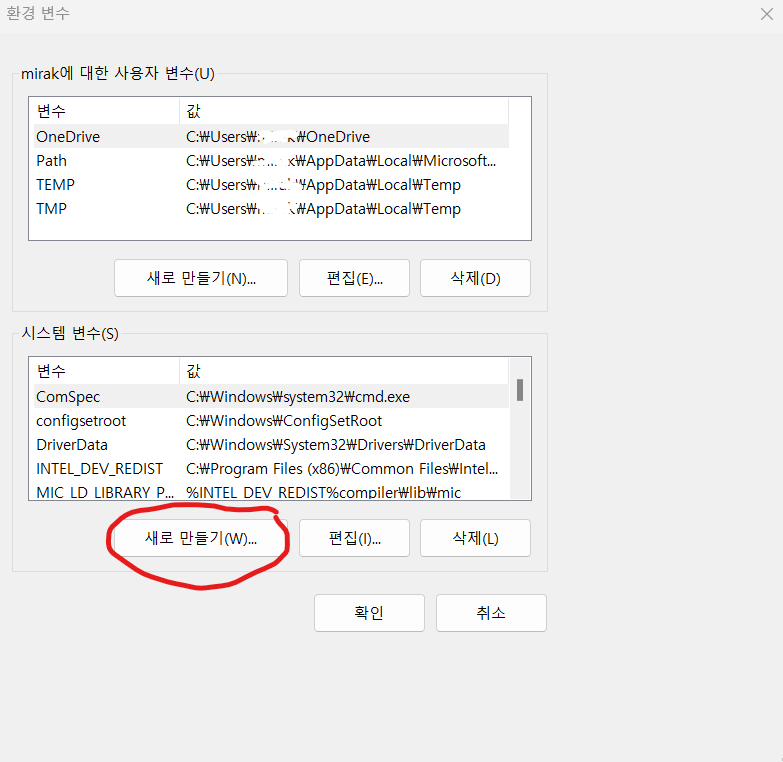 환경 변수
mirak에 대한 사용자 변수(U)
변수 값
OneDrive C:₩Users₩ ₩OneDrive
Path C:₩Users₩ ₩AppData₩Local₩Microsoft...
TEMP C:₩Users₩ ₩AppData₩Local₩Temp
TMP C:₩Users₩ ₩AppData₩Local₩Temp
새로 만들기(N)... 편집(E)... 삭제(D)
시스템 변수(S)
변수 값
ComSpec C:₩Windows₩system32₩cmd.exe
configsetroot C:₩Windows₩ConfigSetRoot
DriverData C:₩Windows₩System32₩Drivers₩DriverData
INTEL_DEV_REDIST C:₩Program Files (x86)₩Common Files₩Intel...
MIC_LD_LIBRARY_P... %INTEL_DEV_REDIST%compiler₩lib₩mic
새로 만들기(W)... 편집(I)... 삭제(L)
확인 취소